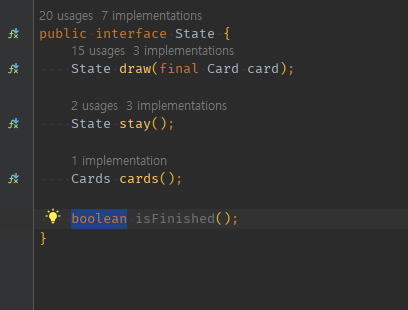 20 usages 7 implementations
public interface State {
15 usages 3 implementations
State draw(final Card card);
2 usages 3 implementations
State stay();
1 implementation
Cards cards();
boolean isFinished();
}